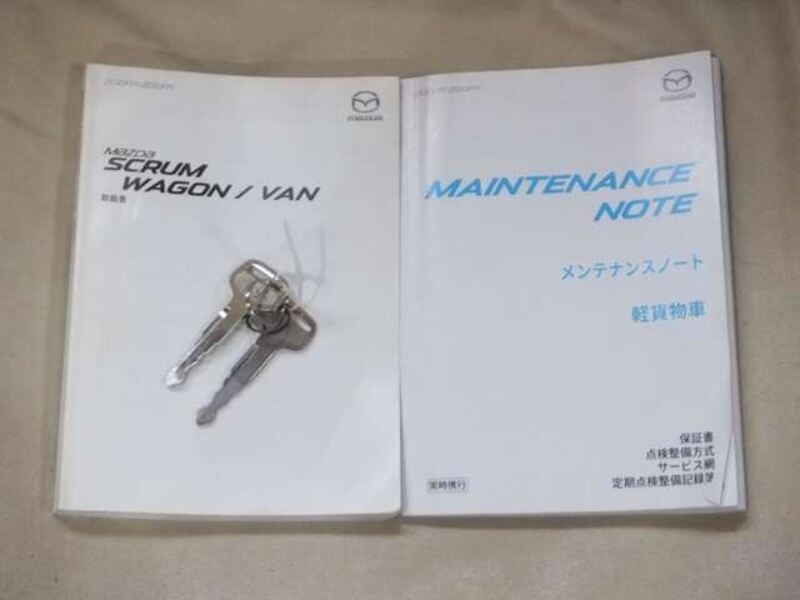 zoom-zoom
mazda
Mazda
SCRUM
WAGON / VAN
取扱書
zoom-zoom
mazda
MAINTENANCE
NOTE
メンテナンスノート
軽貨物車
保証書
点検整備方式
サービス網
定期点検整備記録簿
常時携行